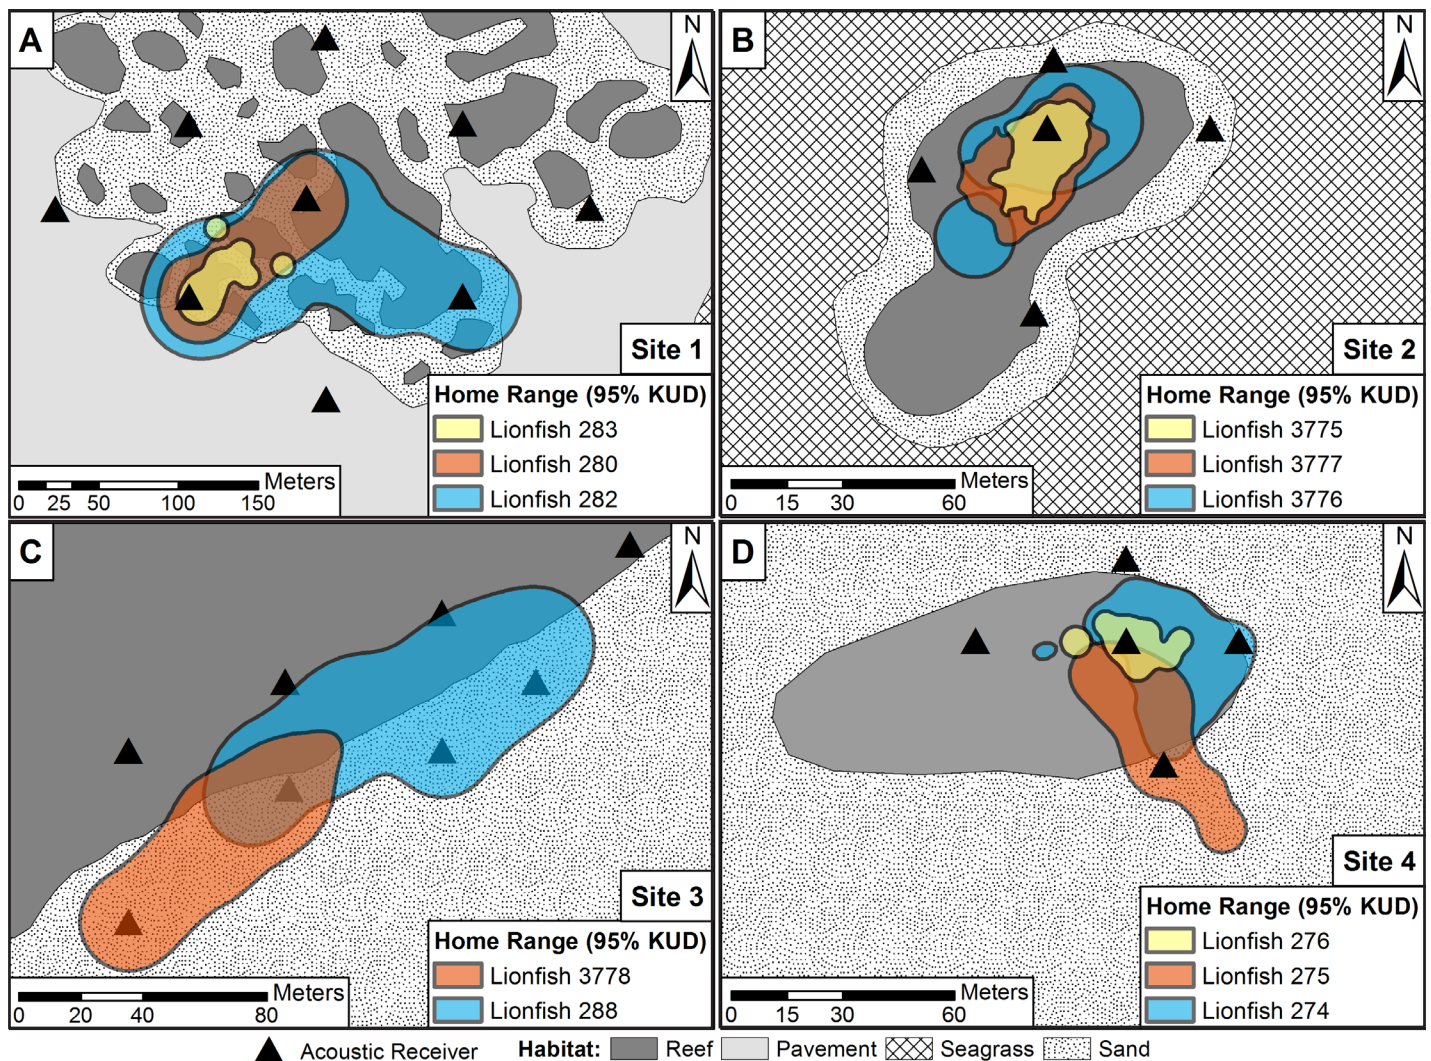 A
N
Site 1
Home Range (95% KUD)
Lionfish 283
Lionfish 280
Lionfish 282
Meters
0 25 50 100 150
B
N
Site 2
Home Range (95% KUD)
Lionfish 3775
Lionfish 3777
Lionfish 3776
Meters
0 15 30 60
C
N
Site 3
Home Range (95% KUD)
Lionfish 3778
Lionfish 288
Meters
0 20 40 80
D
N
Site 4
Home Range (95% KUD)
Lionfish 276
Lionfish 275
Lionfish 274
Meters
0 15 30 60
Acoustic Receiver Habitat: Reef Pavement Seagrass Sand